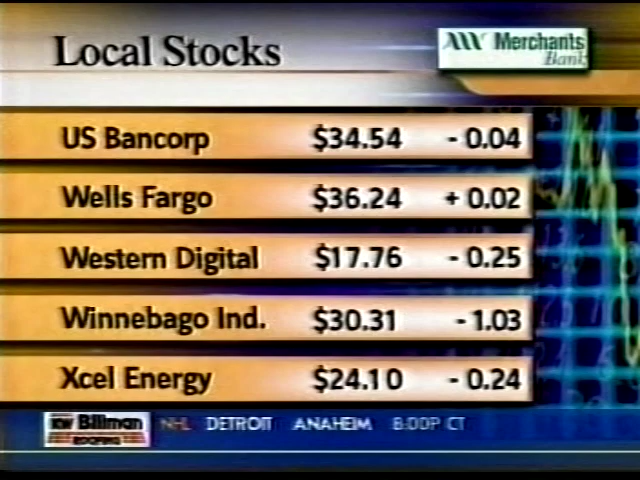 Local Stocks
Merchants
Bank
US Bancorp $34.54 - 0.04
Wells Fargo $36.24 + 0.02
Western Digital $17.76 - 0.25
Winnebago Ind. $30.31 - 1.03
Xcel Energy $24.10 - 0.24
Billman
ROOFING
NHL DETROIT ANAHEIM 8:00P CT